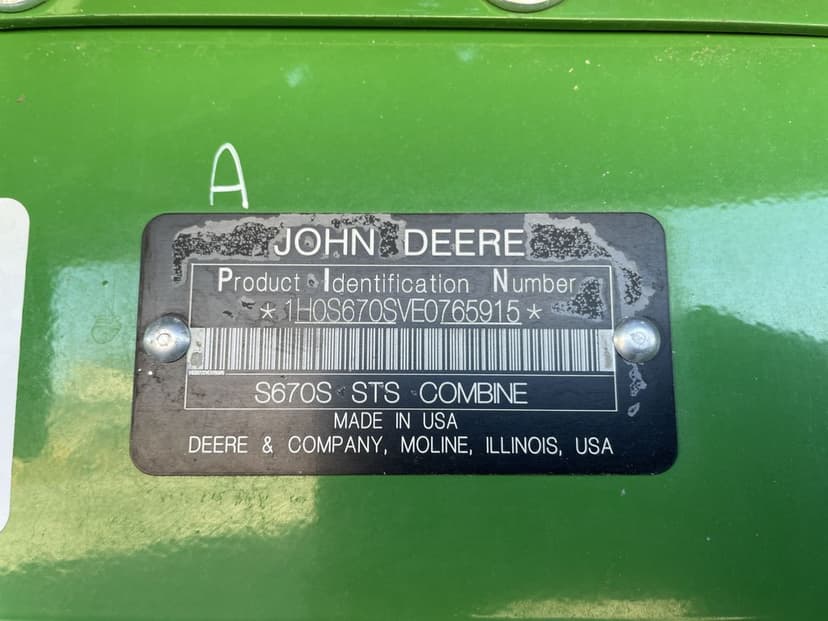 A
JOHN DEERE
Product Identification Number
*1H0S670SVE0765915*
S670S STS COMBINE
MADE IN USA
DEERE & COMPANY, MOLINE, ILLINOIS, USA